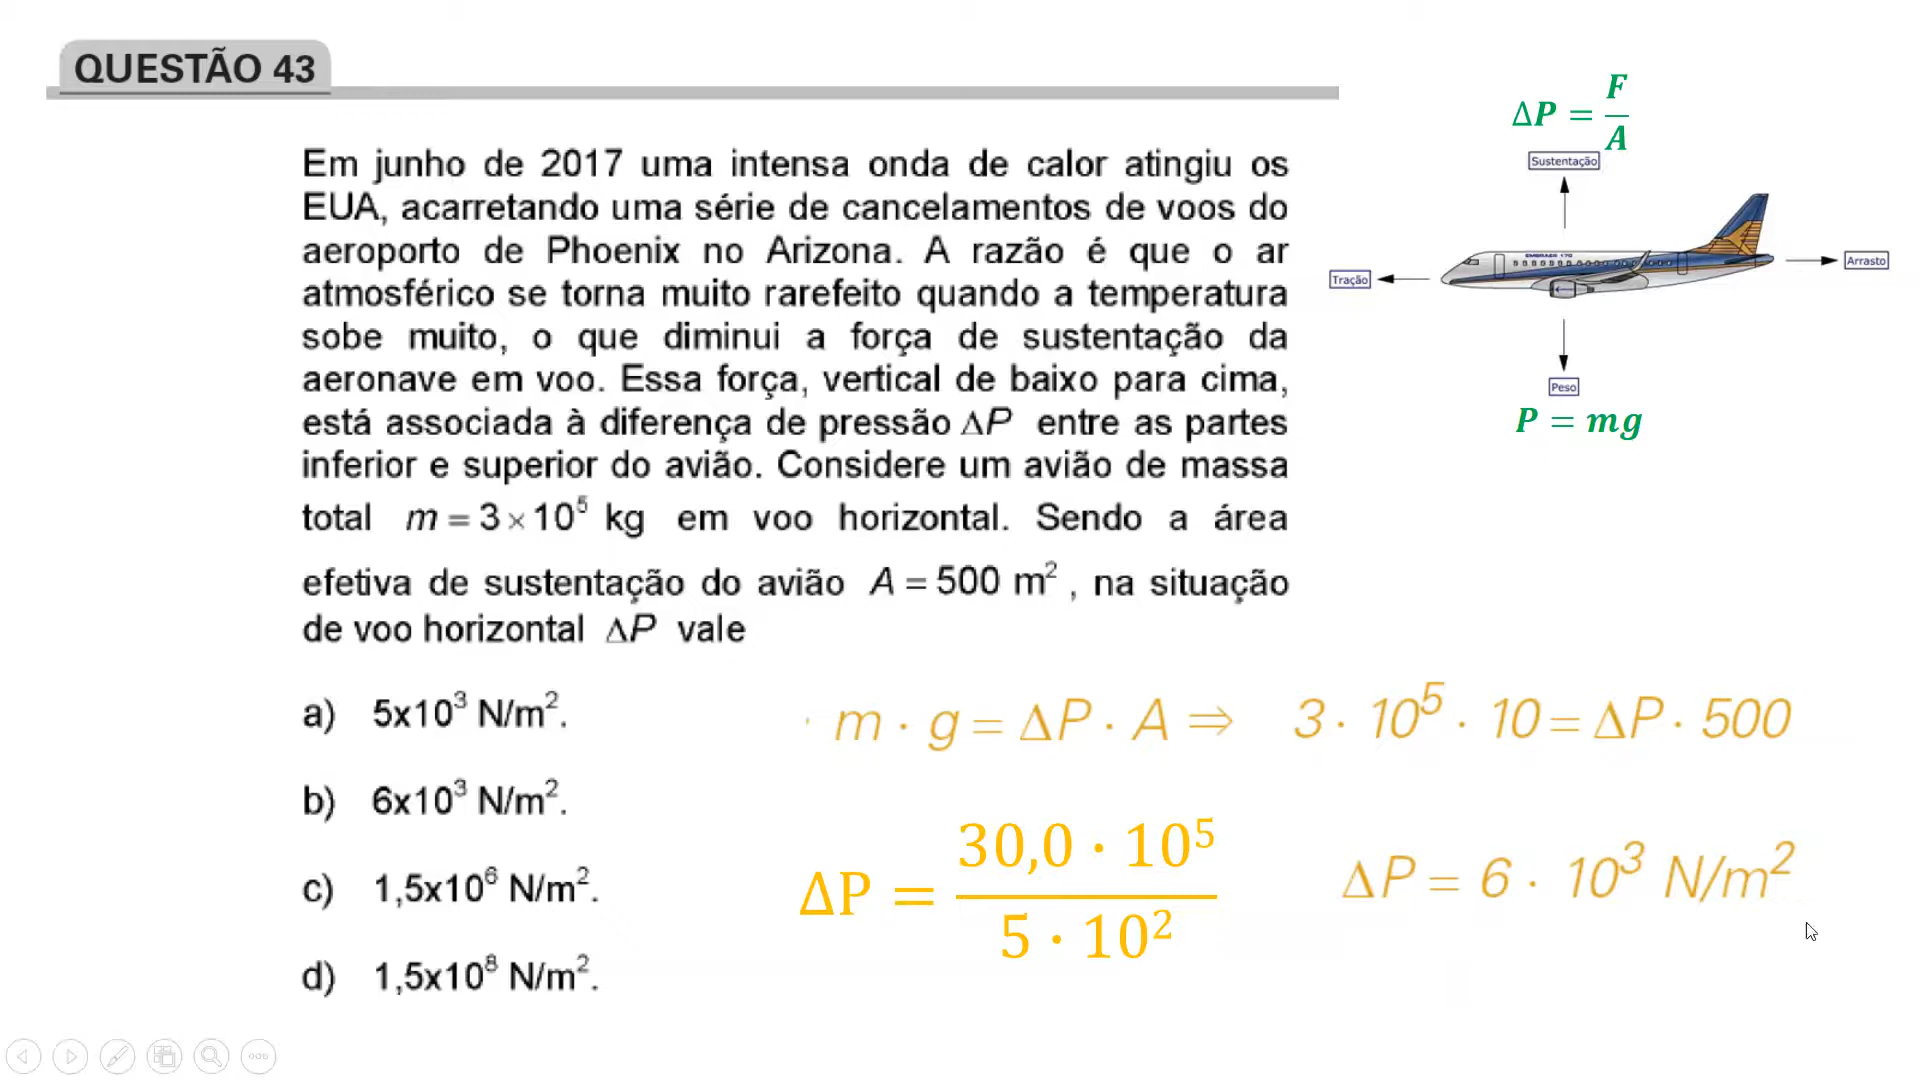 QUESTÃO 43
ΔP = F/A
Sustentação
EMBRAER 170
Tração
Arrasto
Peso
P = mg
Em junho de 2017 uma intensa onda de calor atingiu os
EUA, acarretando uma série de cancelamentos de voos do
aeroporto de Phoenix no Arizona. A razão é que o ar
atmosférico se torna muito rarefeito quando a temperatura
sobe muito, o que diminui a força de sustentação da
aeronave em voo. Essa força, vertical de baixo para cima,
está associada à diferença de pressão ΔP entre as partes
inferior e superior do avião. Considere um avião de massa
total m = 3 × 10⁵ kg em voo horizontal. Sendo a área
efetiva de sustentação do avião A = 500 m², na situação
de voo horizontal ΔP vale
a) 5x10³ N/m².
b) 6x10³ N/m².
c) 1,5x10⁶ N/m².
d) 1,5x10⁸ N/m².
m · g = ΔP · A ⇒ 3 · 10⁵ · 10 = ΔP · 500
ΔP = 30,0 · 10⁵ / 5 · 10²
ΔP = 6 · 10³ N/m²